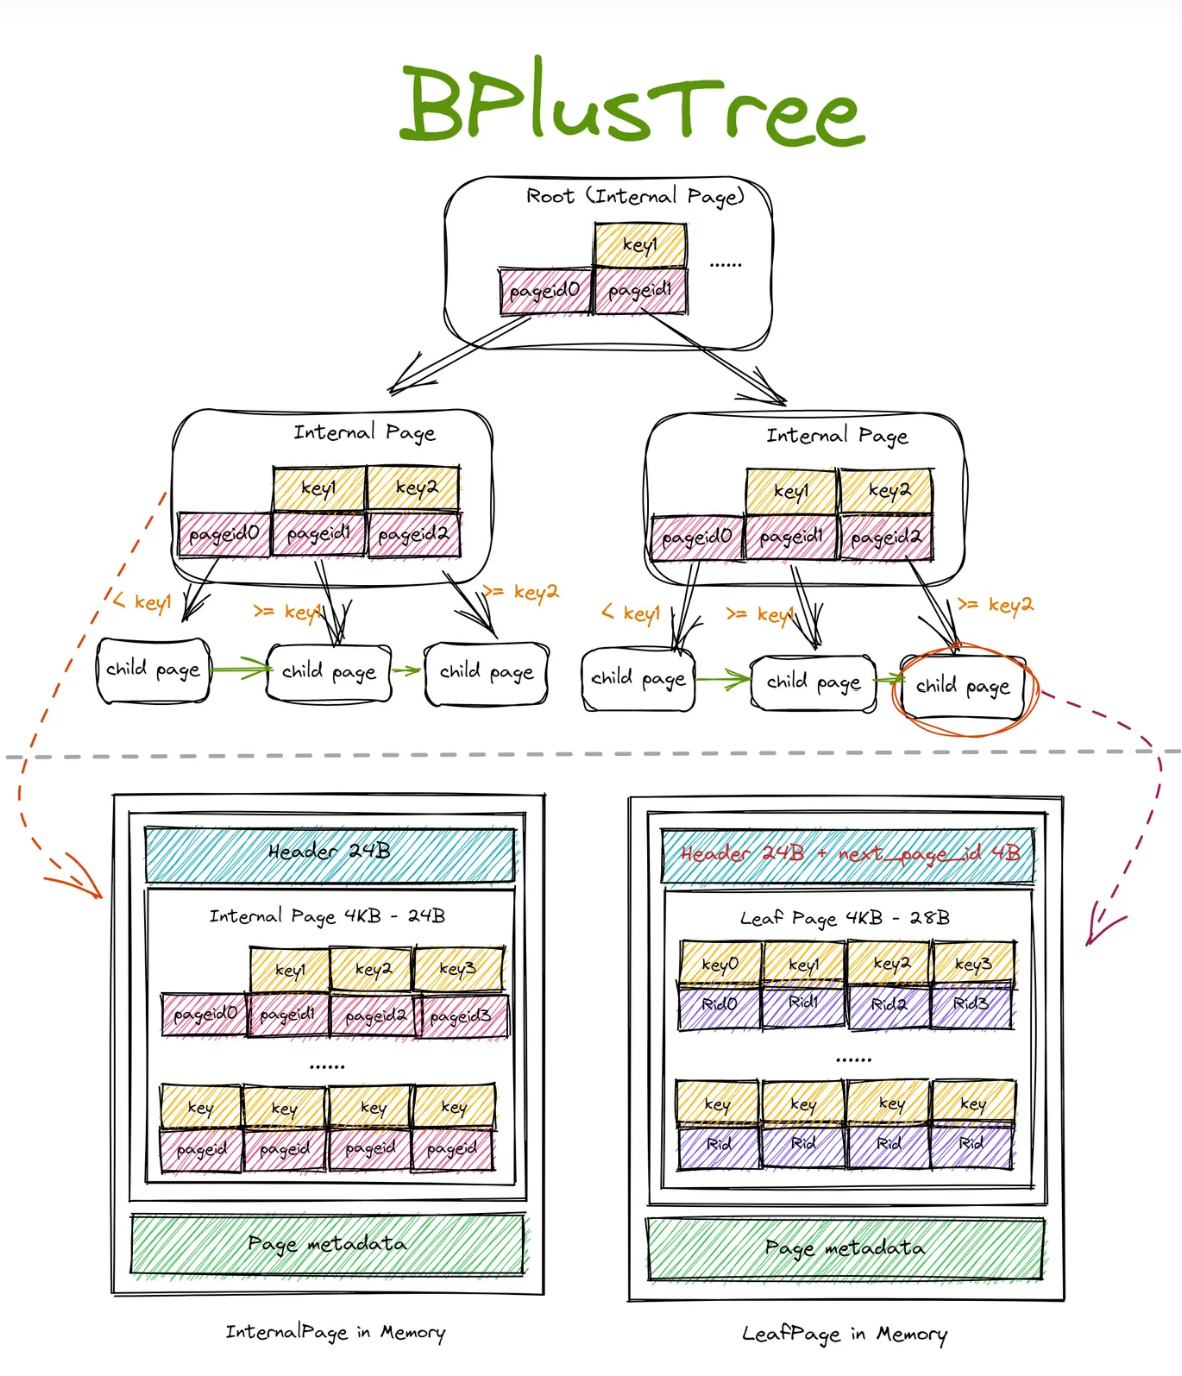 BPlusTree
Root (Internal Page)
key1
......
pageid0 pageid1
Internal Page
key1 key2
pageid0 pageid1 pageid2
Internal Page
key1 key2
pageid0 pageid1 pageid2
< key1
>= key1
>= key2
< key1
>= key1
>= key2
child page
child page
child page
child page
child page
child page
Header 24B
Internal Page 4KB - 24B
key1 key2 key3
pageid0 pageid1 pageid2 pageid3
......
key key key key
pageid pageid pageid pageid
Page metadata
InternalPage in Memory
Header 24B + next_page_id 4B
Leaf Page 4KB - 28B
key0 key1 key2 key3
Rid0 Rid1 Rid2 Rid3
......
key key key key
Rid Rid Rid Rid
Page metadata
LeafPage in Memory